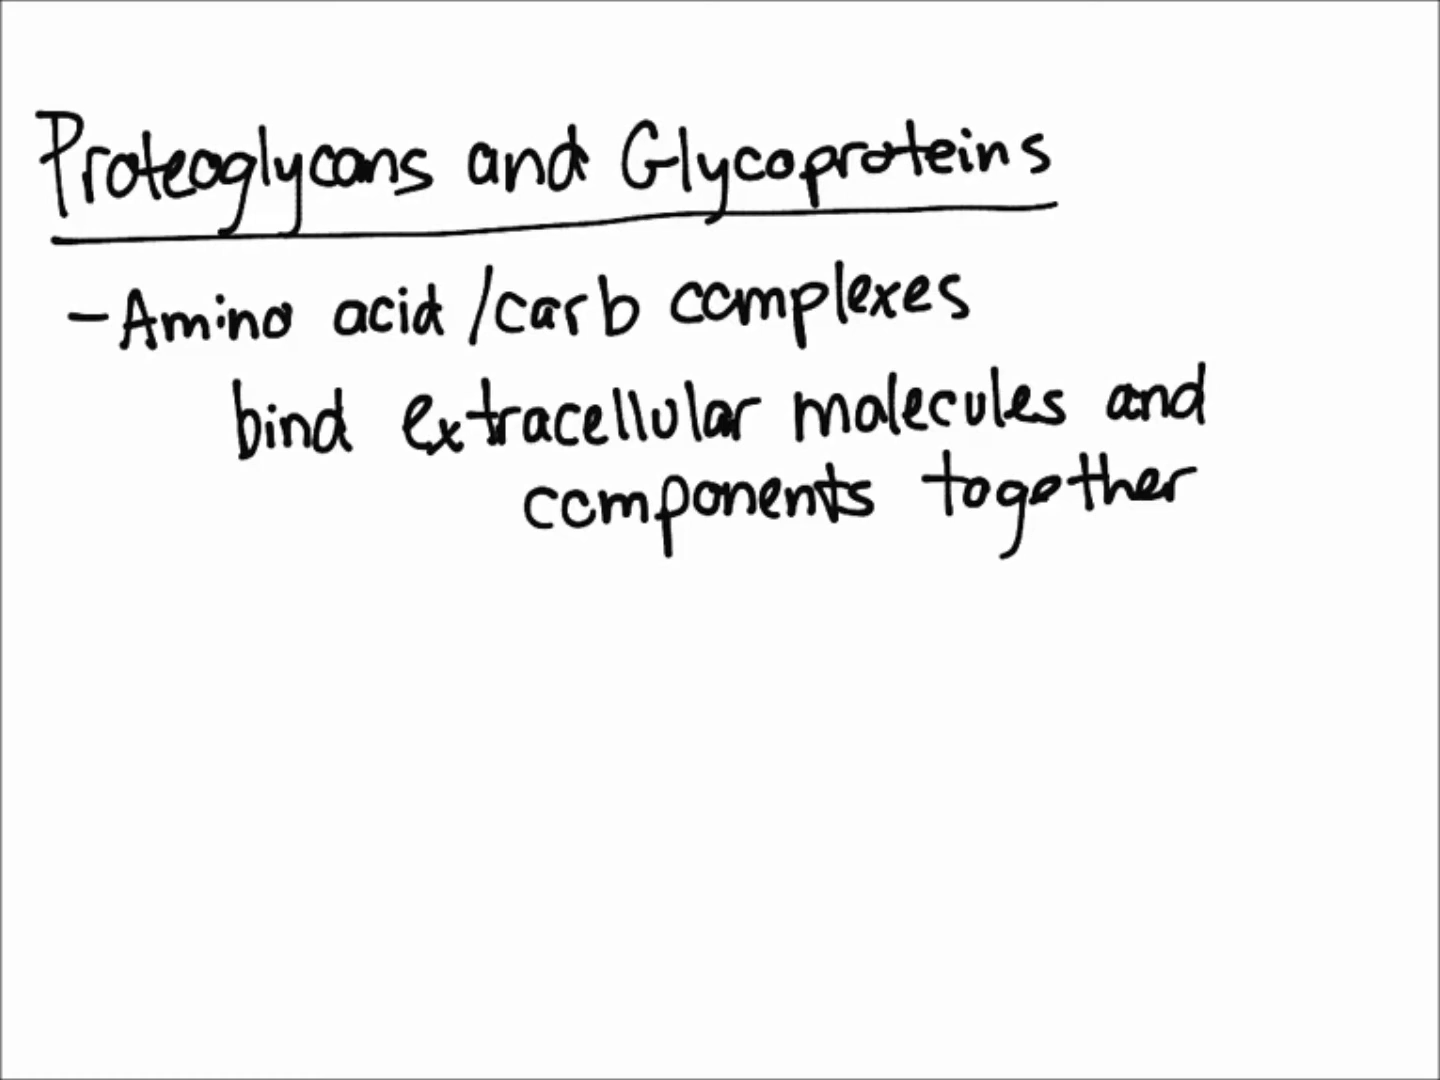 Proteoglycans and Glycoproteins
- Amino acid / carb complexes
bind extracellular molecules and
components together